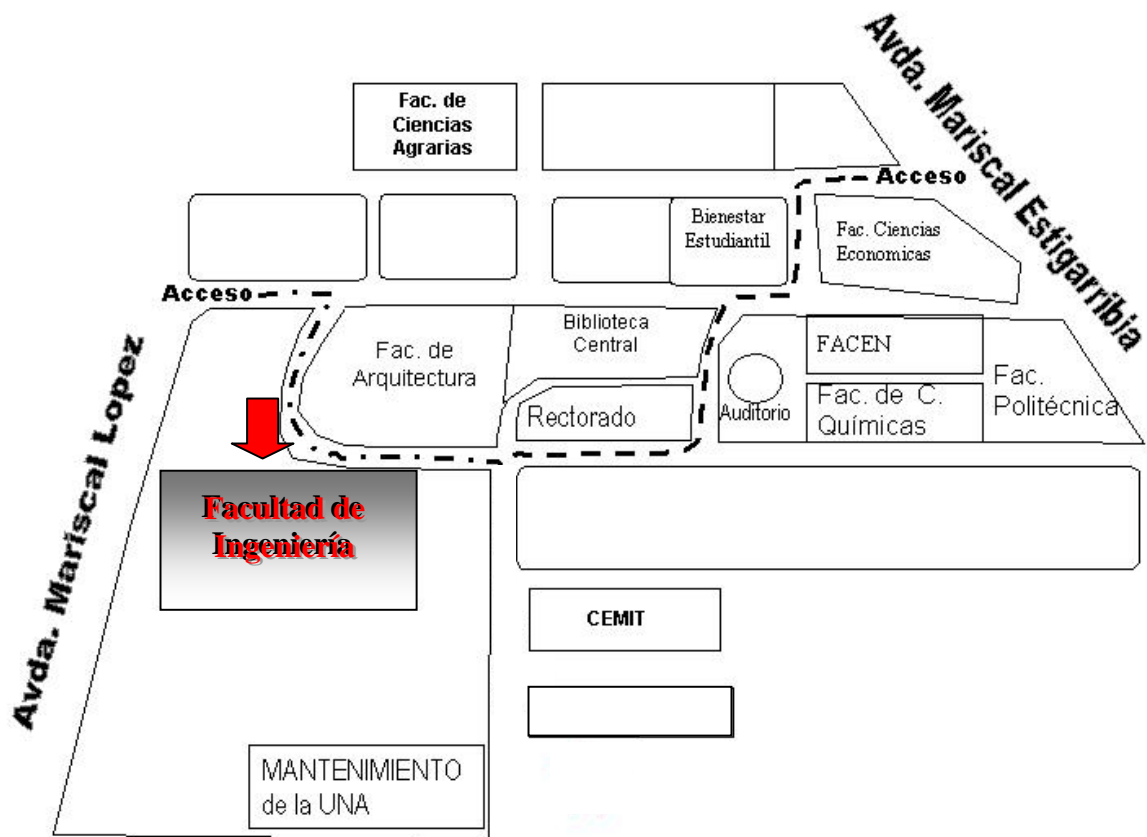 Avda. Mariscal Estigarribia
Fac. de
Ciencias
Agrarias
Acceso
Bienestar
Estudiantil
Fac. Ciencias
Economicas
Acceso
Avda. Mariscal Lopez
Biblioteca
Central
Fac. de
Arquitectura
FACEN
Fac.
Politécnica
Rectorado
Auditorio
Fac. de C.
Químicas
Facultad de
Ingeniería
CEMIT
MANTENIMIENTO
de la UNA